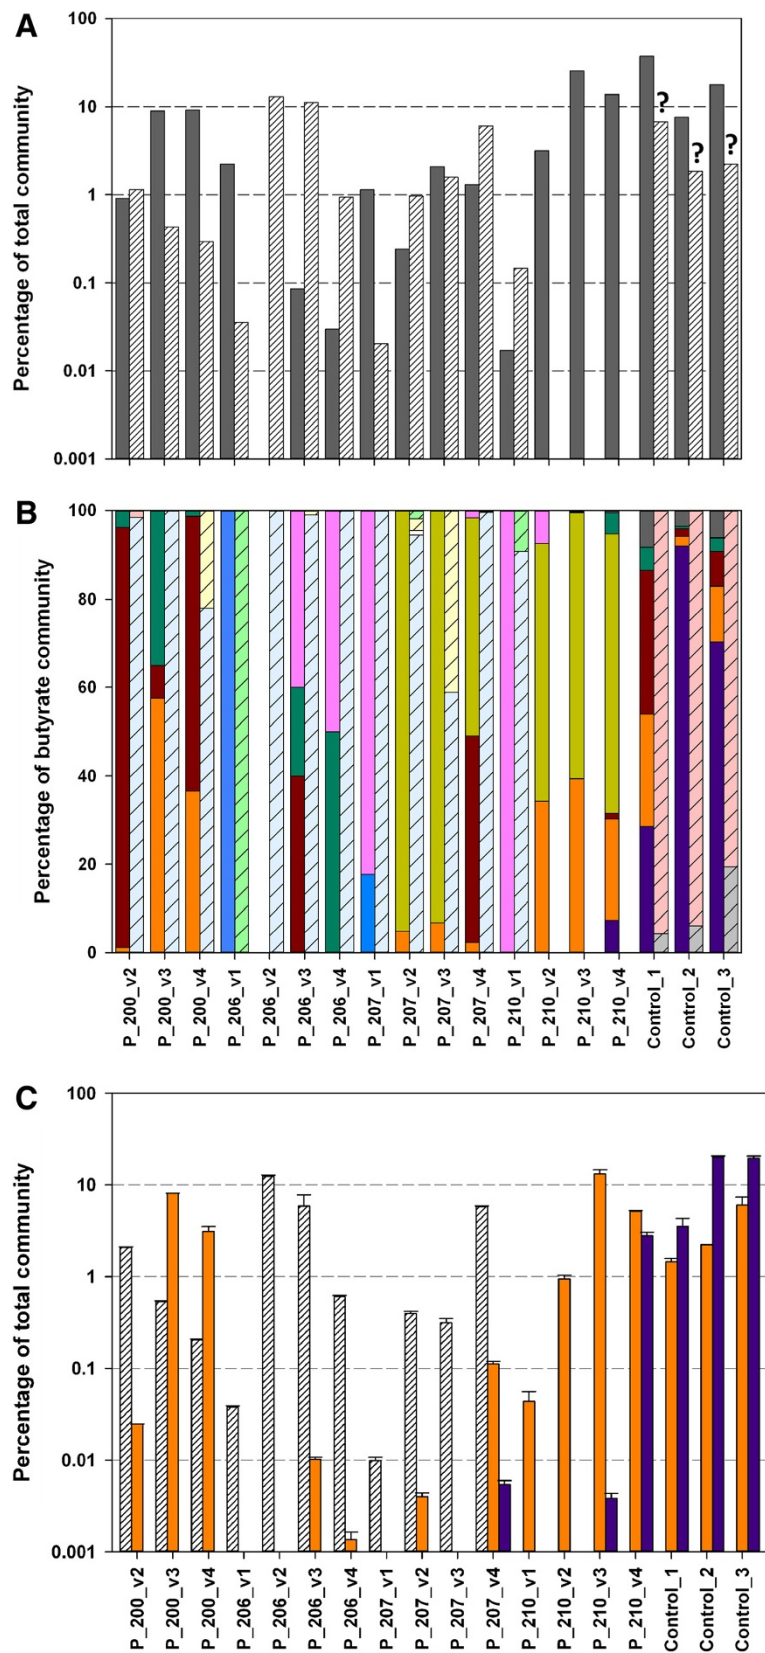 A
Percentage of total community
100
10
1
0.1
0.01
0.001
?
?
?
B
Percentage of butyrate community
100
80
60
40
20
0
P_200_v2
P_200_v3
P_200_v4
P_206_v1
P_206_v2
P_206_v3
P_206_v4
P_207_v1
P_207_v2
P_207_v3
P_207_v4
P_210_v1
P_210_v2
P_210_v3
P_210_v4
Control_1
Control_2
Control_3
C
Percentage of total community
100
10
1
0.1
0.01
0.001
P_200_v2
P_200_v3
P_200_v4
P_206_v1
P_206_v2
P_206_v3
P_206_v4
P_207_v1
P_207_v2
P_207_v3
P_207_v4
P_210_v1
P_210_v2
P_210_v3
P_210_v4
Control_1
Control_2
Control_3